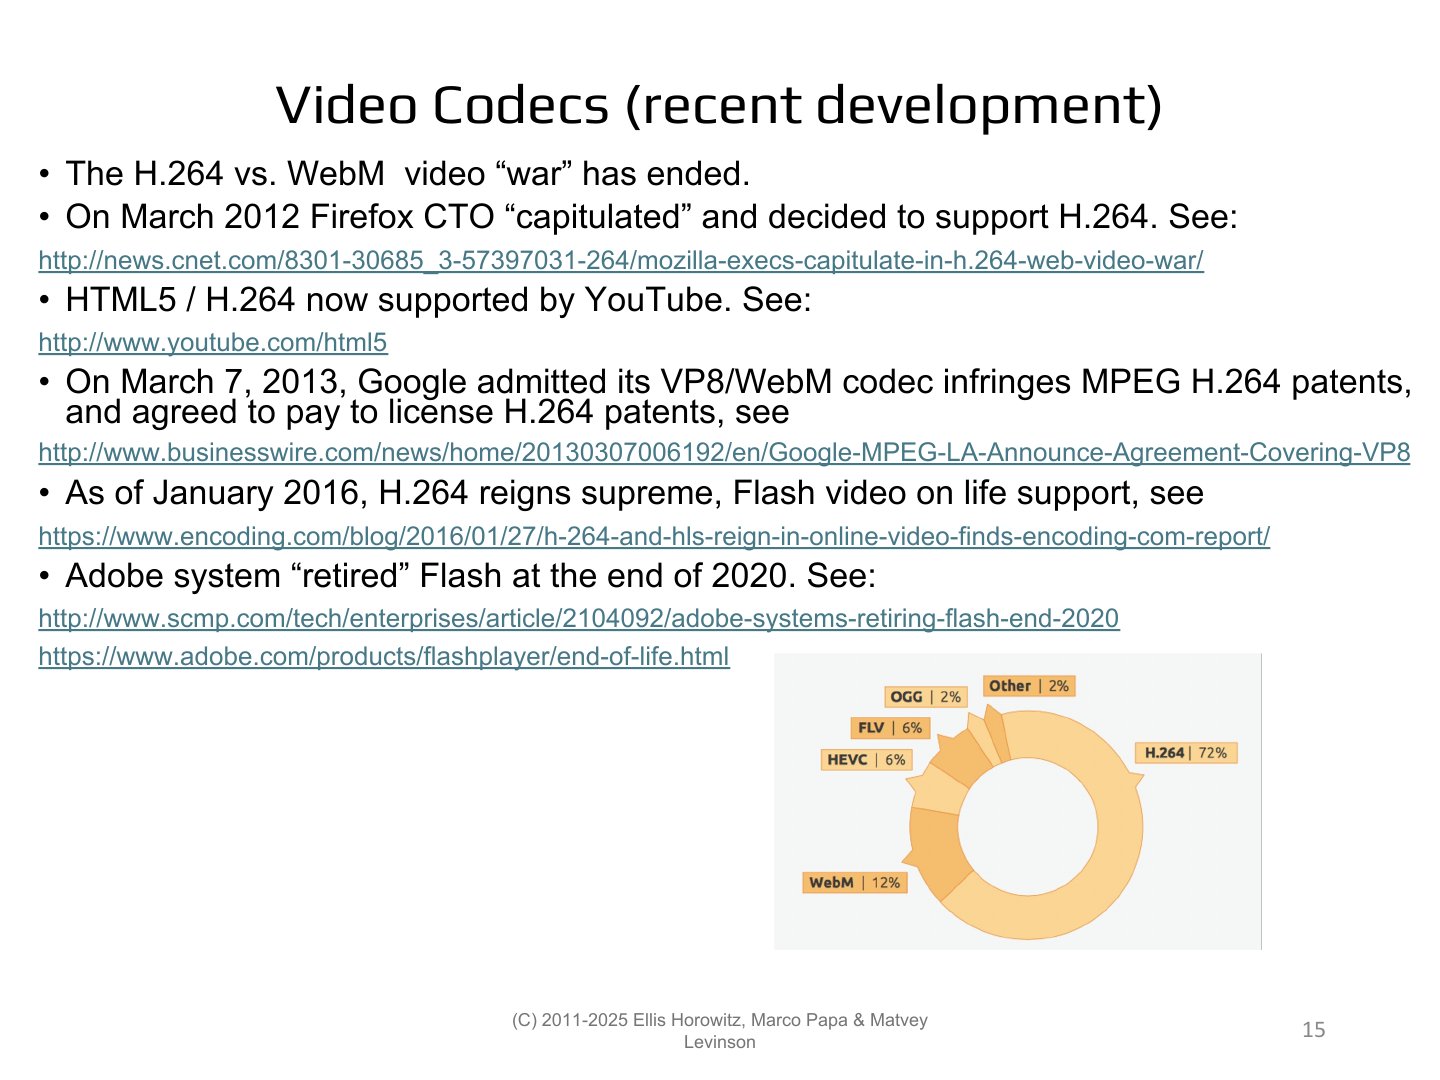 Video Codecs (recent development)
• The H.264 vs. WebM  video “war” has ended.
• On March 2012 Firefox CTO “capitulated” and decided to support H.264. See:
http://news.cnet.com/8301-30685_3-57397031-264/mozilla-execs-capitulate-in-h.264-web-video-war/
• HTML5 / H.264 now supported by YouTube. See:
http://www.youtube.com/html5
• On March 7, 2013, Google admitted its VP8/WebM codec infringes MPEG H.264 patents,
and agreed to pay to license H.264 patents, see
http://www.businesswire.com/news/home/20130307006192/en/Google-MPEG-LA-Announce-Agreement-Covering-VP8
• As of January 2016, H.264 reigns supreme, Flash video on life support, see
https://www.encoding.com/blog/2016/01/27/h-264-and-hls-reign-in-online-video-finds-encoding-com-report/
• Adobe system “retired” Flash at the end of 2020. See:
http://www.scmp.com/tech/enterprises/article/2104092/adobe-systems-retiring-flash-end-2020
https://www.adobe.com/products/flashplayer/end-of-life.html
Other | 2%
OGG | 2%
FLV | 6%
H.264 | 72%
HEVC | 6%
WebM | 12%
(C) 2011-2025 Ellis Horowitz, Marco Papa & Matvey
Levinson
15